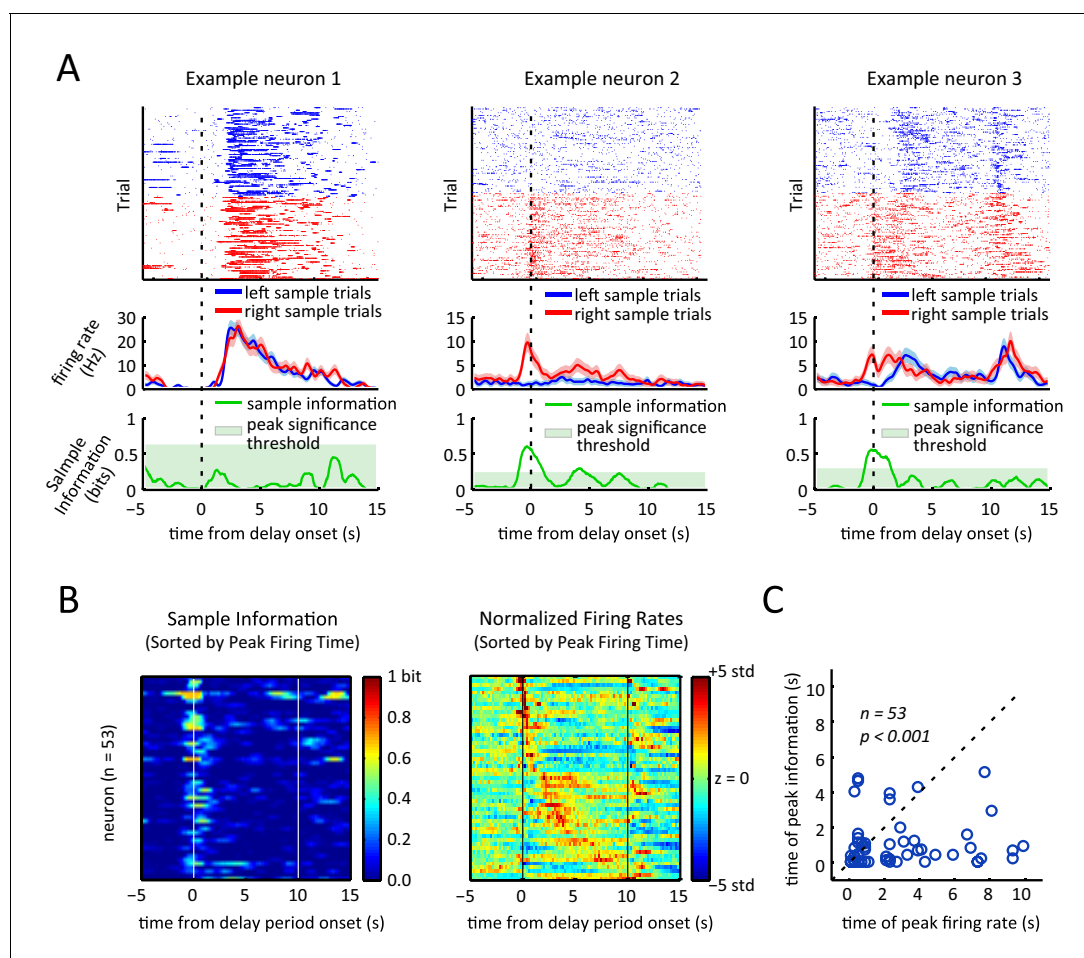 A
Example neuron 1
Example neuron 2
Example neuron 3
Trial
Trial
Trial
left sample trials
right sample trials
left sample trials
right sample trials
left sample trials
right sample trials
firing rate
(Hz)
30
20
10
0
15
10
5
0
15
10
5
0
sample information
peak significance
threshold
sample information
peak significance
threshold
sample information
peak significance
threshold
Salmple
Information
(bits)
1
0.5
0
1
0.5
0
1
0.5
0
−5 0 5 10 15
−5 0 5 10 15
−5 0 5 10 15
time from delay onset (s)
time from delay onset (s)
time from delay onset (s)
B
Sample Information
(Sorted by Peak Firing Time)
neuron (n = 53)
1 bit
0.8
0.6
0.4
0.2
0.0
−5 0 5 10 15
time from delay period onset (s)
Normalized Firing Rates
(Sorted by Peak Firing Time)
+5 std
z = 0
−5 std
−5 0 5 10 15
time from delay period onset (s)
C
time of peak information (s)
10
8
6
4
2
0
n = 53
p < 0.001
0 2 4 6 8 10
time of peak firing rate (s)